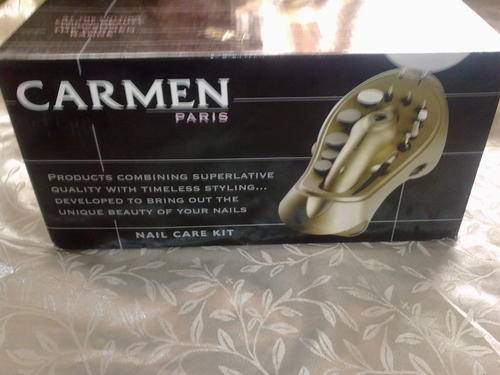 CARMEN
PARIS
PRODUCTS COMBINING SUPERLATIVE
QUALITY WITH TIMELESS STYLING...
DEVELOPED TO BRING OUT THE
UNIQUE BEAUTY OF YOUR NAILS
NAIL CARE KIT